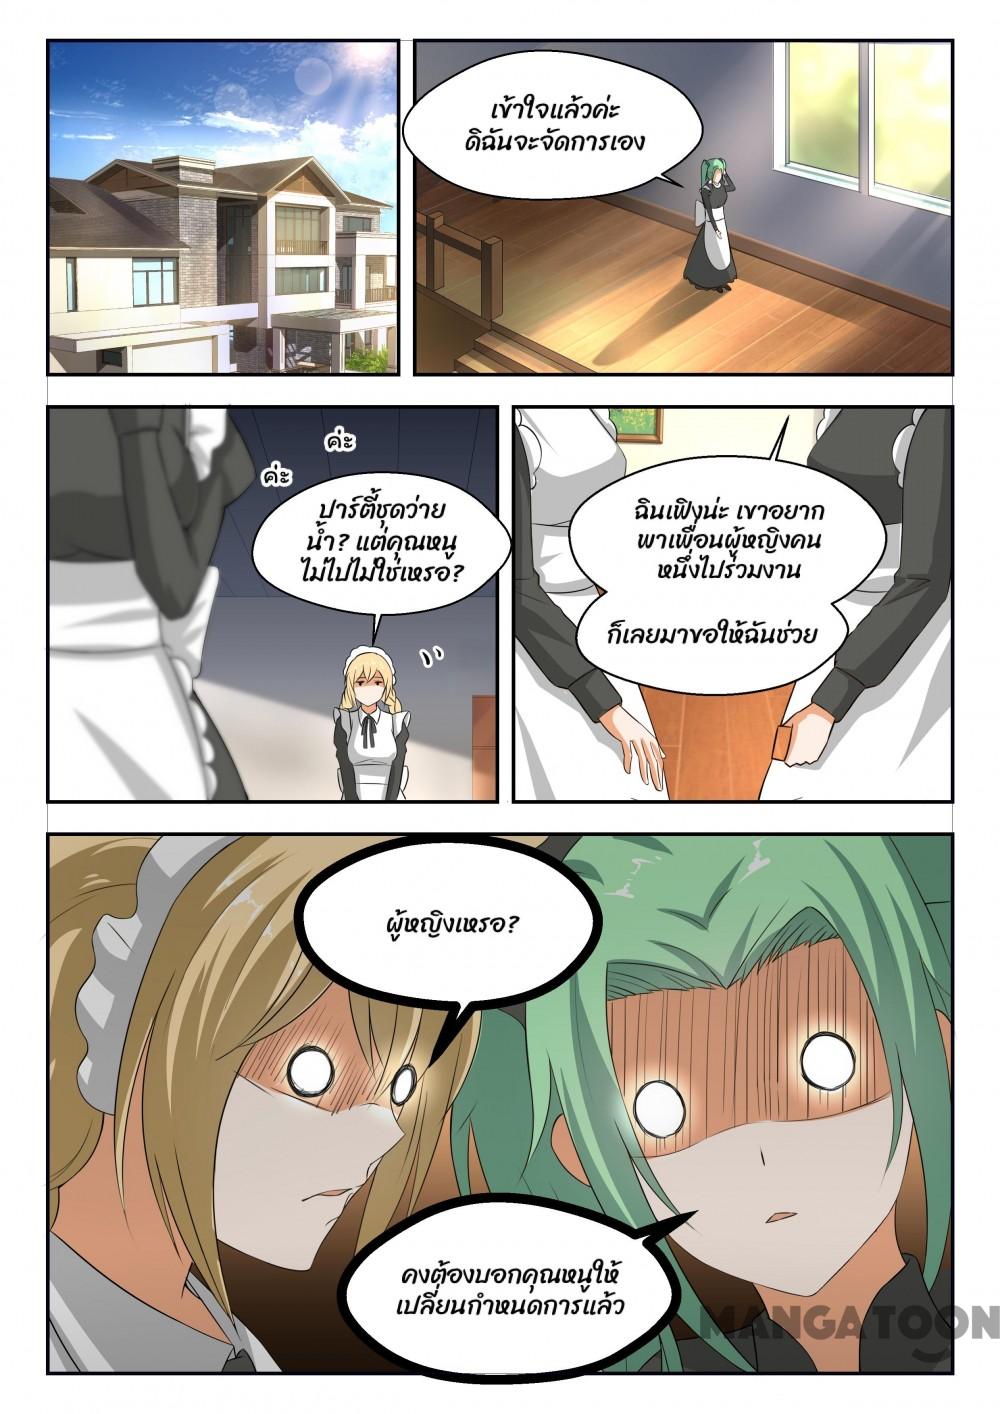 เข้าใจแล้วค่ะ
ดิฉันจะจัดการเอง
ค่ะ
ค่ะ
ปาร์ตี้ชุดว่าย
น้ำ? แต่คุณหนู
ไม่ไปไม่ใช่เหรอ?
ฉินเฟิงน่ะ เขาอยาก
พาเพื่อนผู้หญิงคน
หนึ่งไปร่วมงาน
ก็เลยมาขอให้ฉันช่วย
ผู้หญิงเหรอ?
คงต้องบอกคุณหนูให้
เปลี่ยนกำหนดการแล้ว
MANGATOON